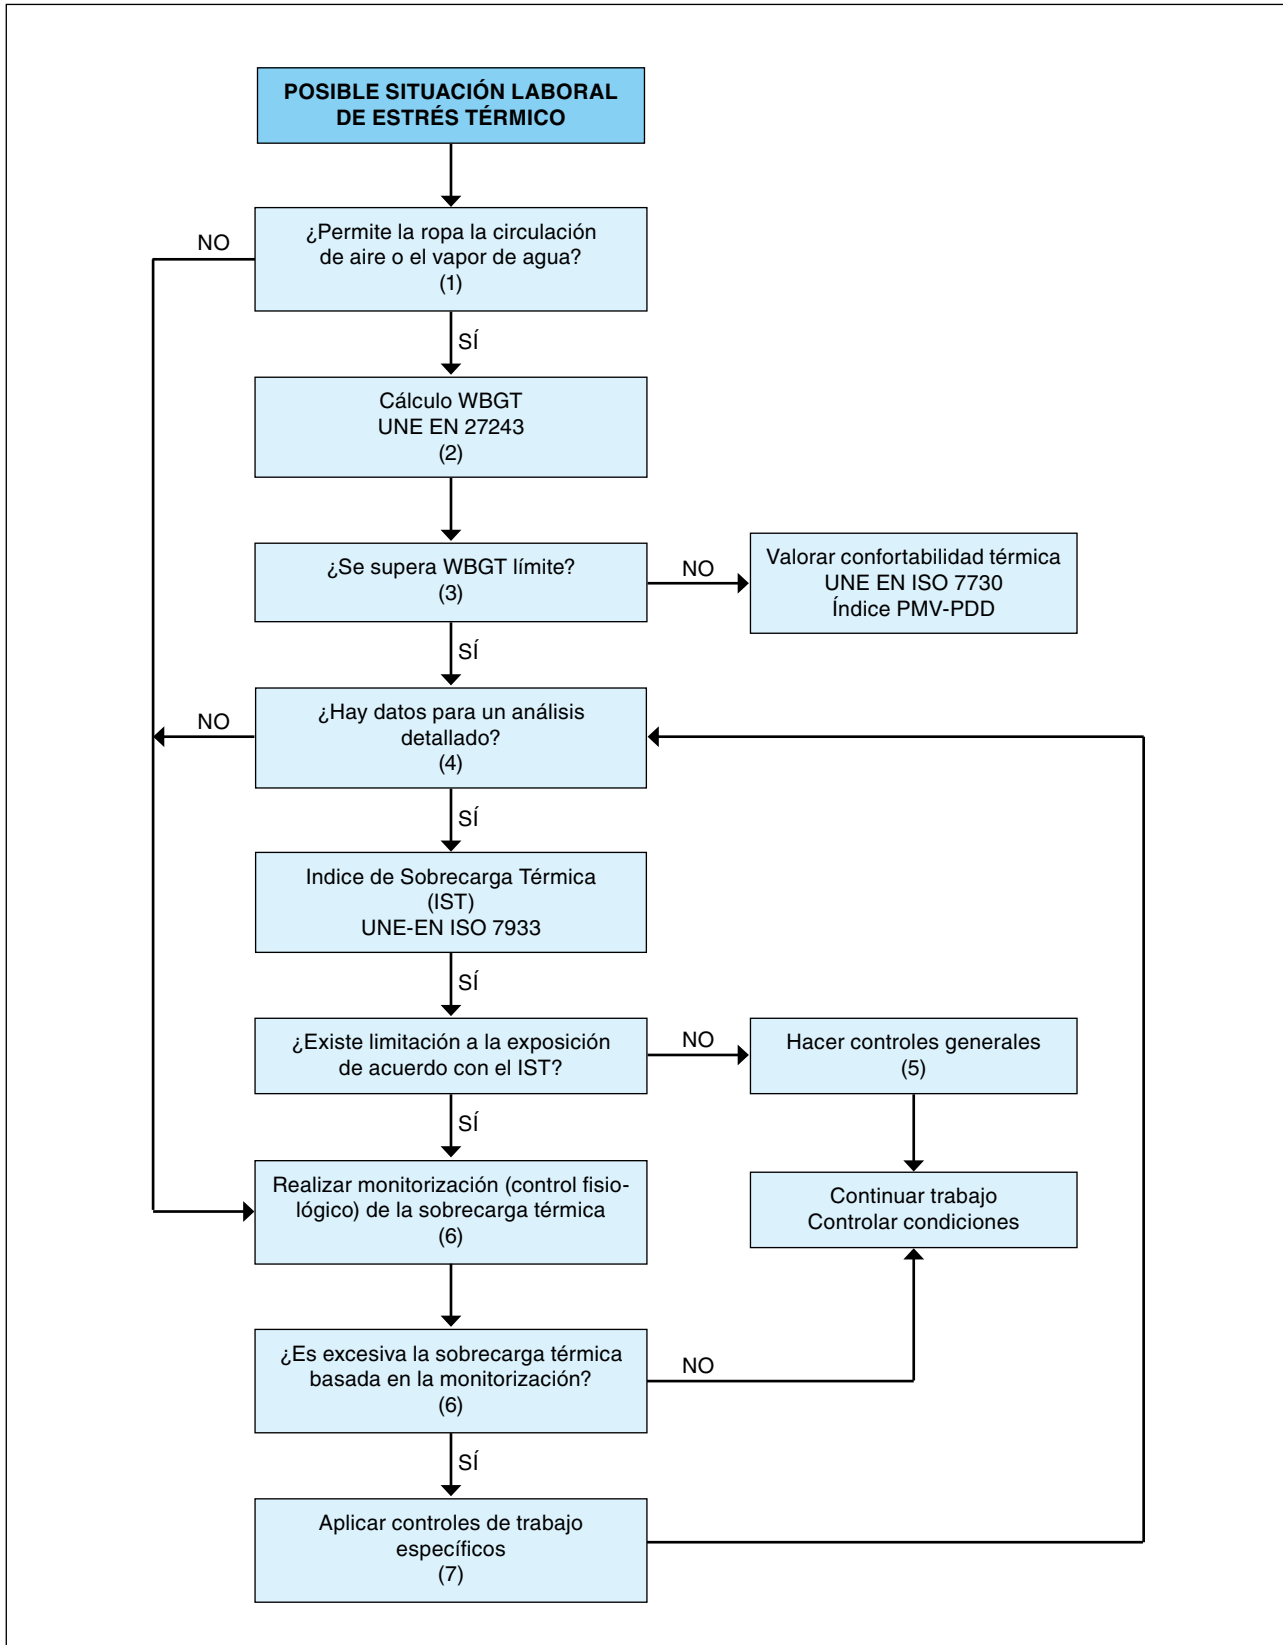 POSIBLE SITUACIÓN LABORAL
DE ESTRÉS TÉRMICO
¿Permite la ropa la circulación
de aire o el vapor de agua?
(1)
NO
SÍ
Cálculo WBGT
UNE EN 27243
(2)
¿Se supera WBGT límite?
(3)
NO
Valorar confortabilidad térmica
UNE EN ISO 7730
Índice PMV-PDD
SÍ
¿Hay datos para un análisis
detallado?
(4)
NO
SÍ
Indice de Sobrecarga Térmica
(IST)
UNE-EN ISO 7933
SÍ
¿Existe limitación a la exposición
de acuerdo con el IST?
NO
Hacer controles generales
(5)
SÍ
Realizar monitorización (control fisio-
lógico) de la sobrecarga térmica
(6)
Continuar trabajo
Controlar condiciones
¿Es excesiva la sobrecarga térmica
basada en la monitorización?
(6)
NO
SÍ
Aplicar controles de trabajo
específicos
(7)